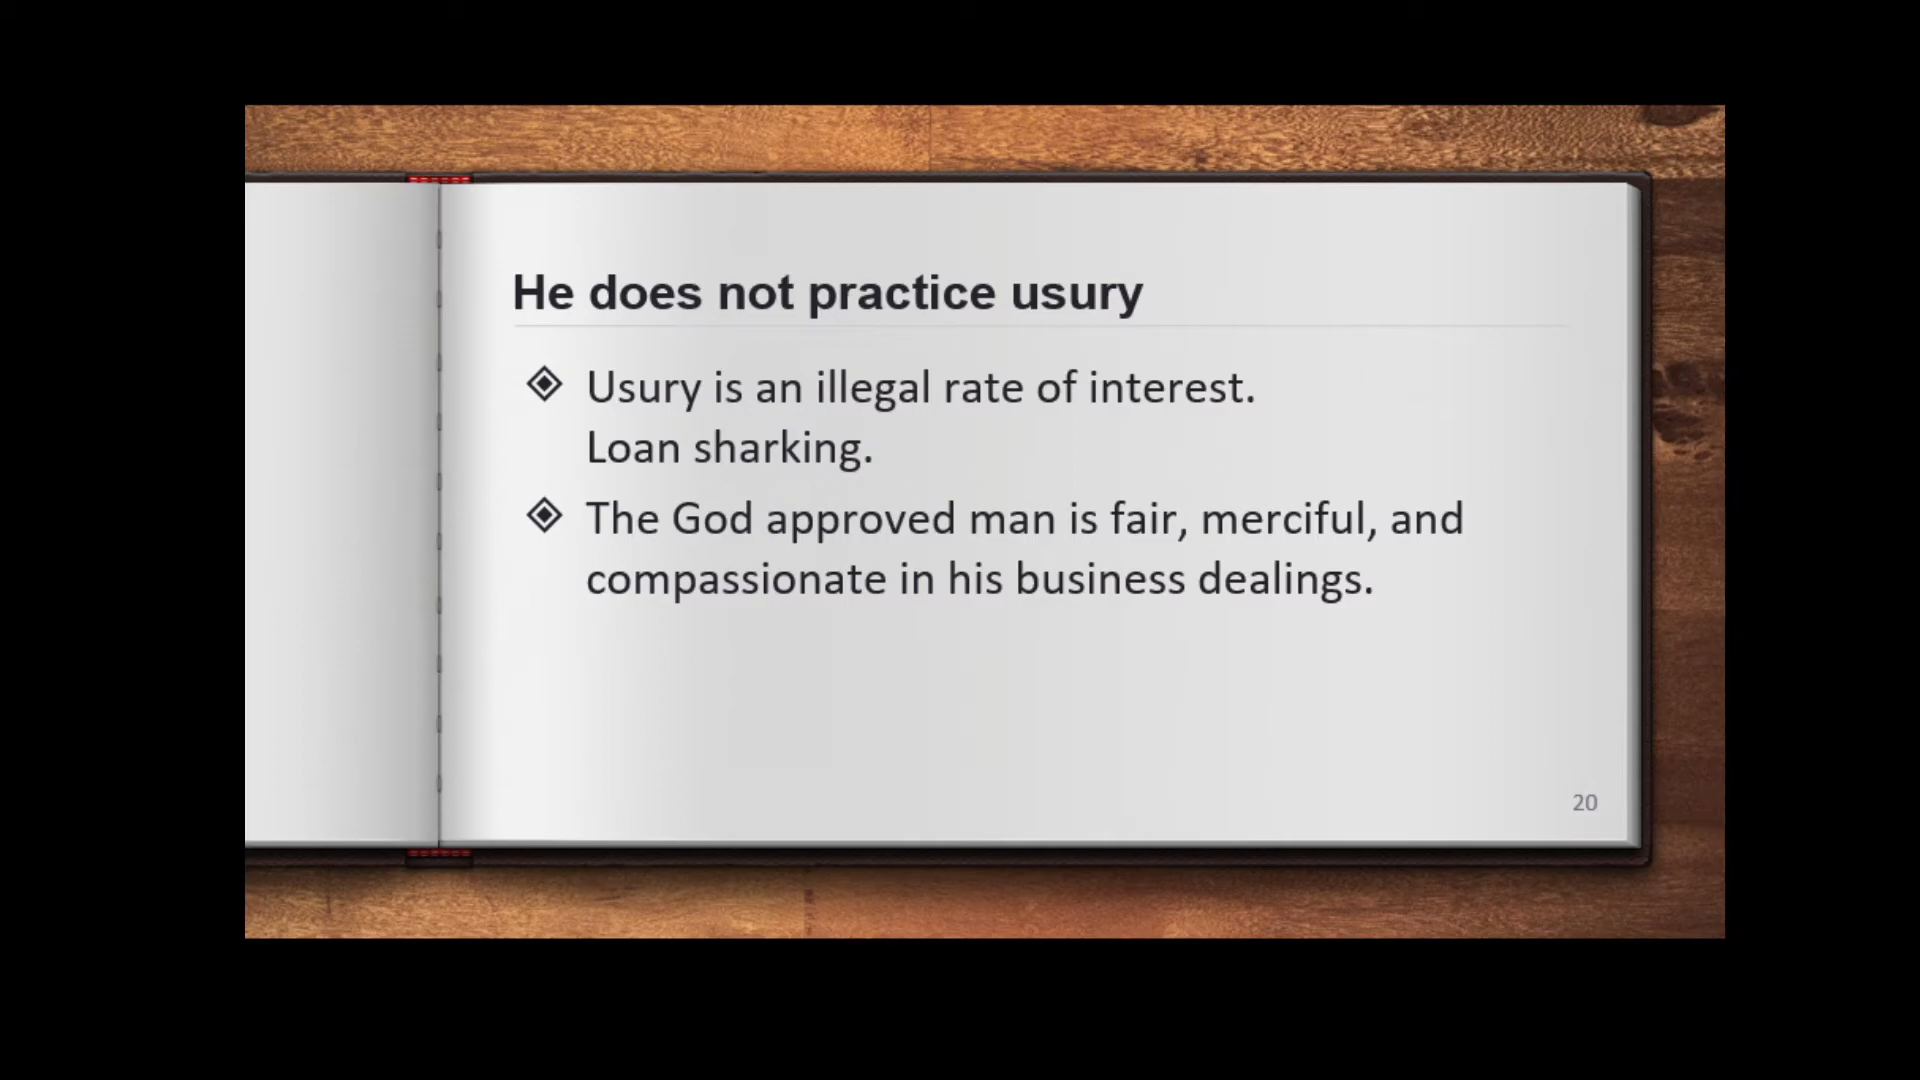 He does not practice usury
Usury is an illegal rate of interest.
Loan sharking.
The God approved man is fair, merciful, and
compassionate in his business dealings.
20